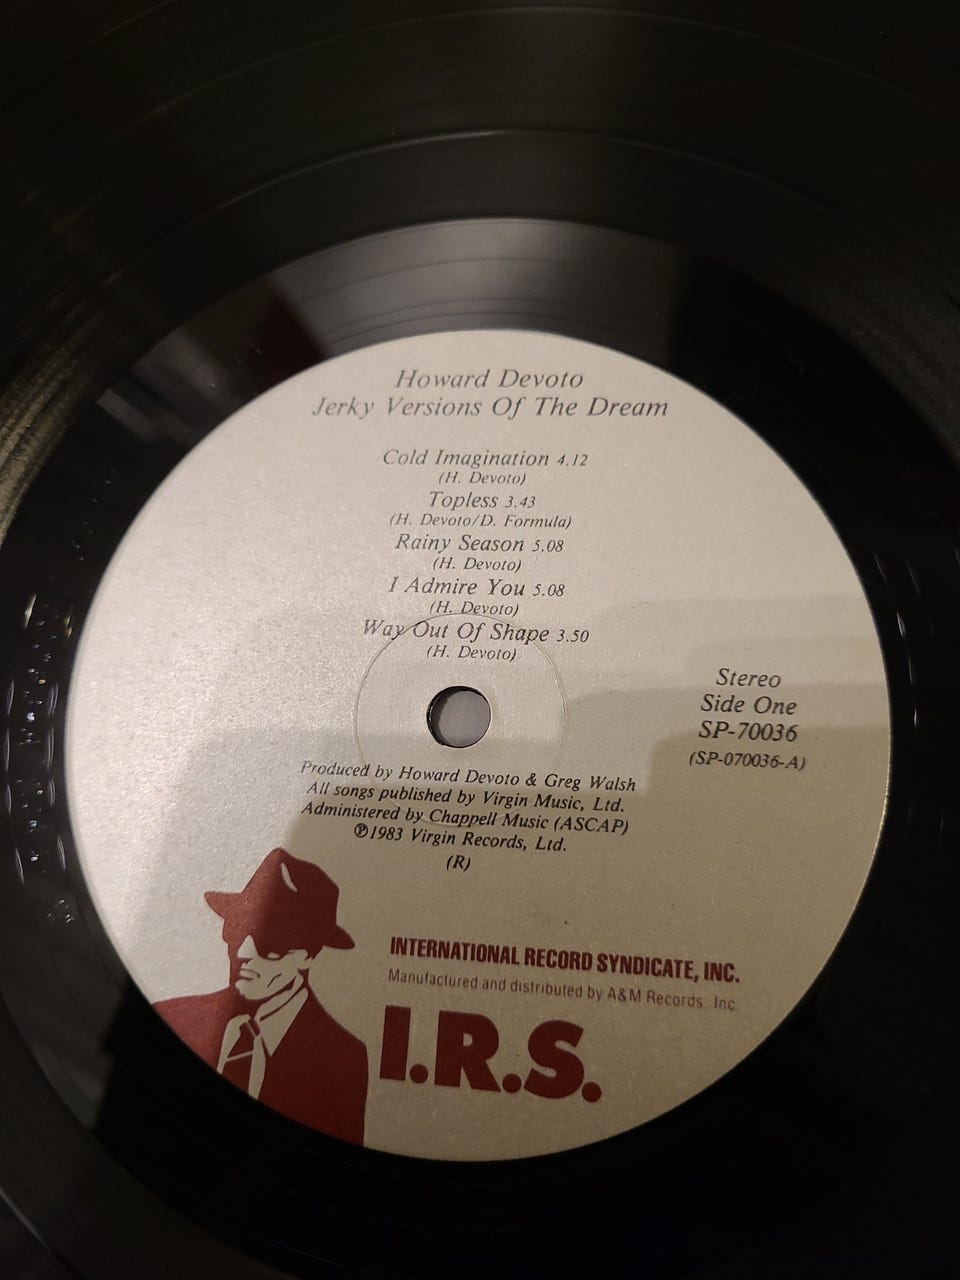 Howard Devoto
Jerky Versions Of The Dream
Cold Imagination 4.12
(H. Devoto)
Topless 3.43
(H. Devoto/D. Formula)
Rainy Season 5.08
(H. Devoto)
I Admire You 5.08
(H. Devoto)
Way Out Of Shape 3.50
(H. Devoto)
Stereo
Side One
SP-70036
(SP-070036-A)
Produced by Howard Devoto & Greg Walsh
All songs published by Virgin Music, Ltd.
Administered by Chappell Music (ASCAP)
℗1983 Virgin Records, Ltd.
(R)
INTERNATIONAL RECORD SYNDICATE, INC.
Manufactured and distributed by A&M Records. Inc
I.R.S.